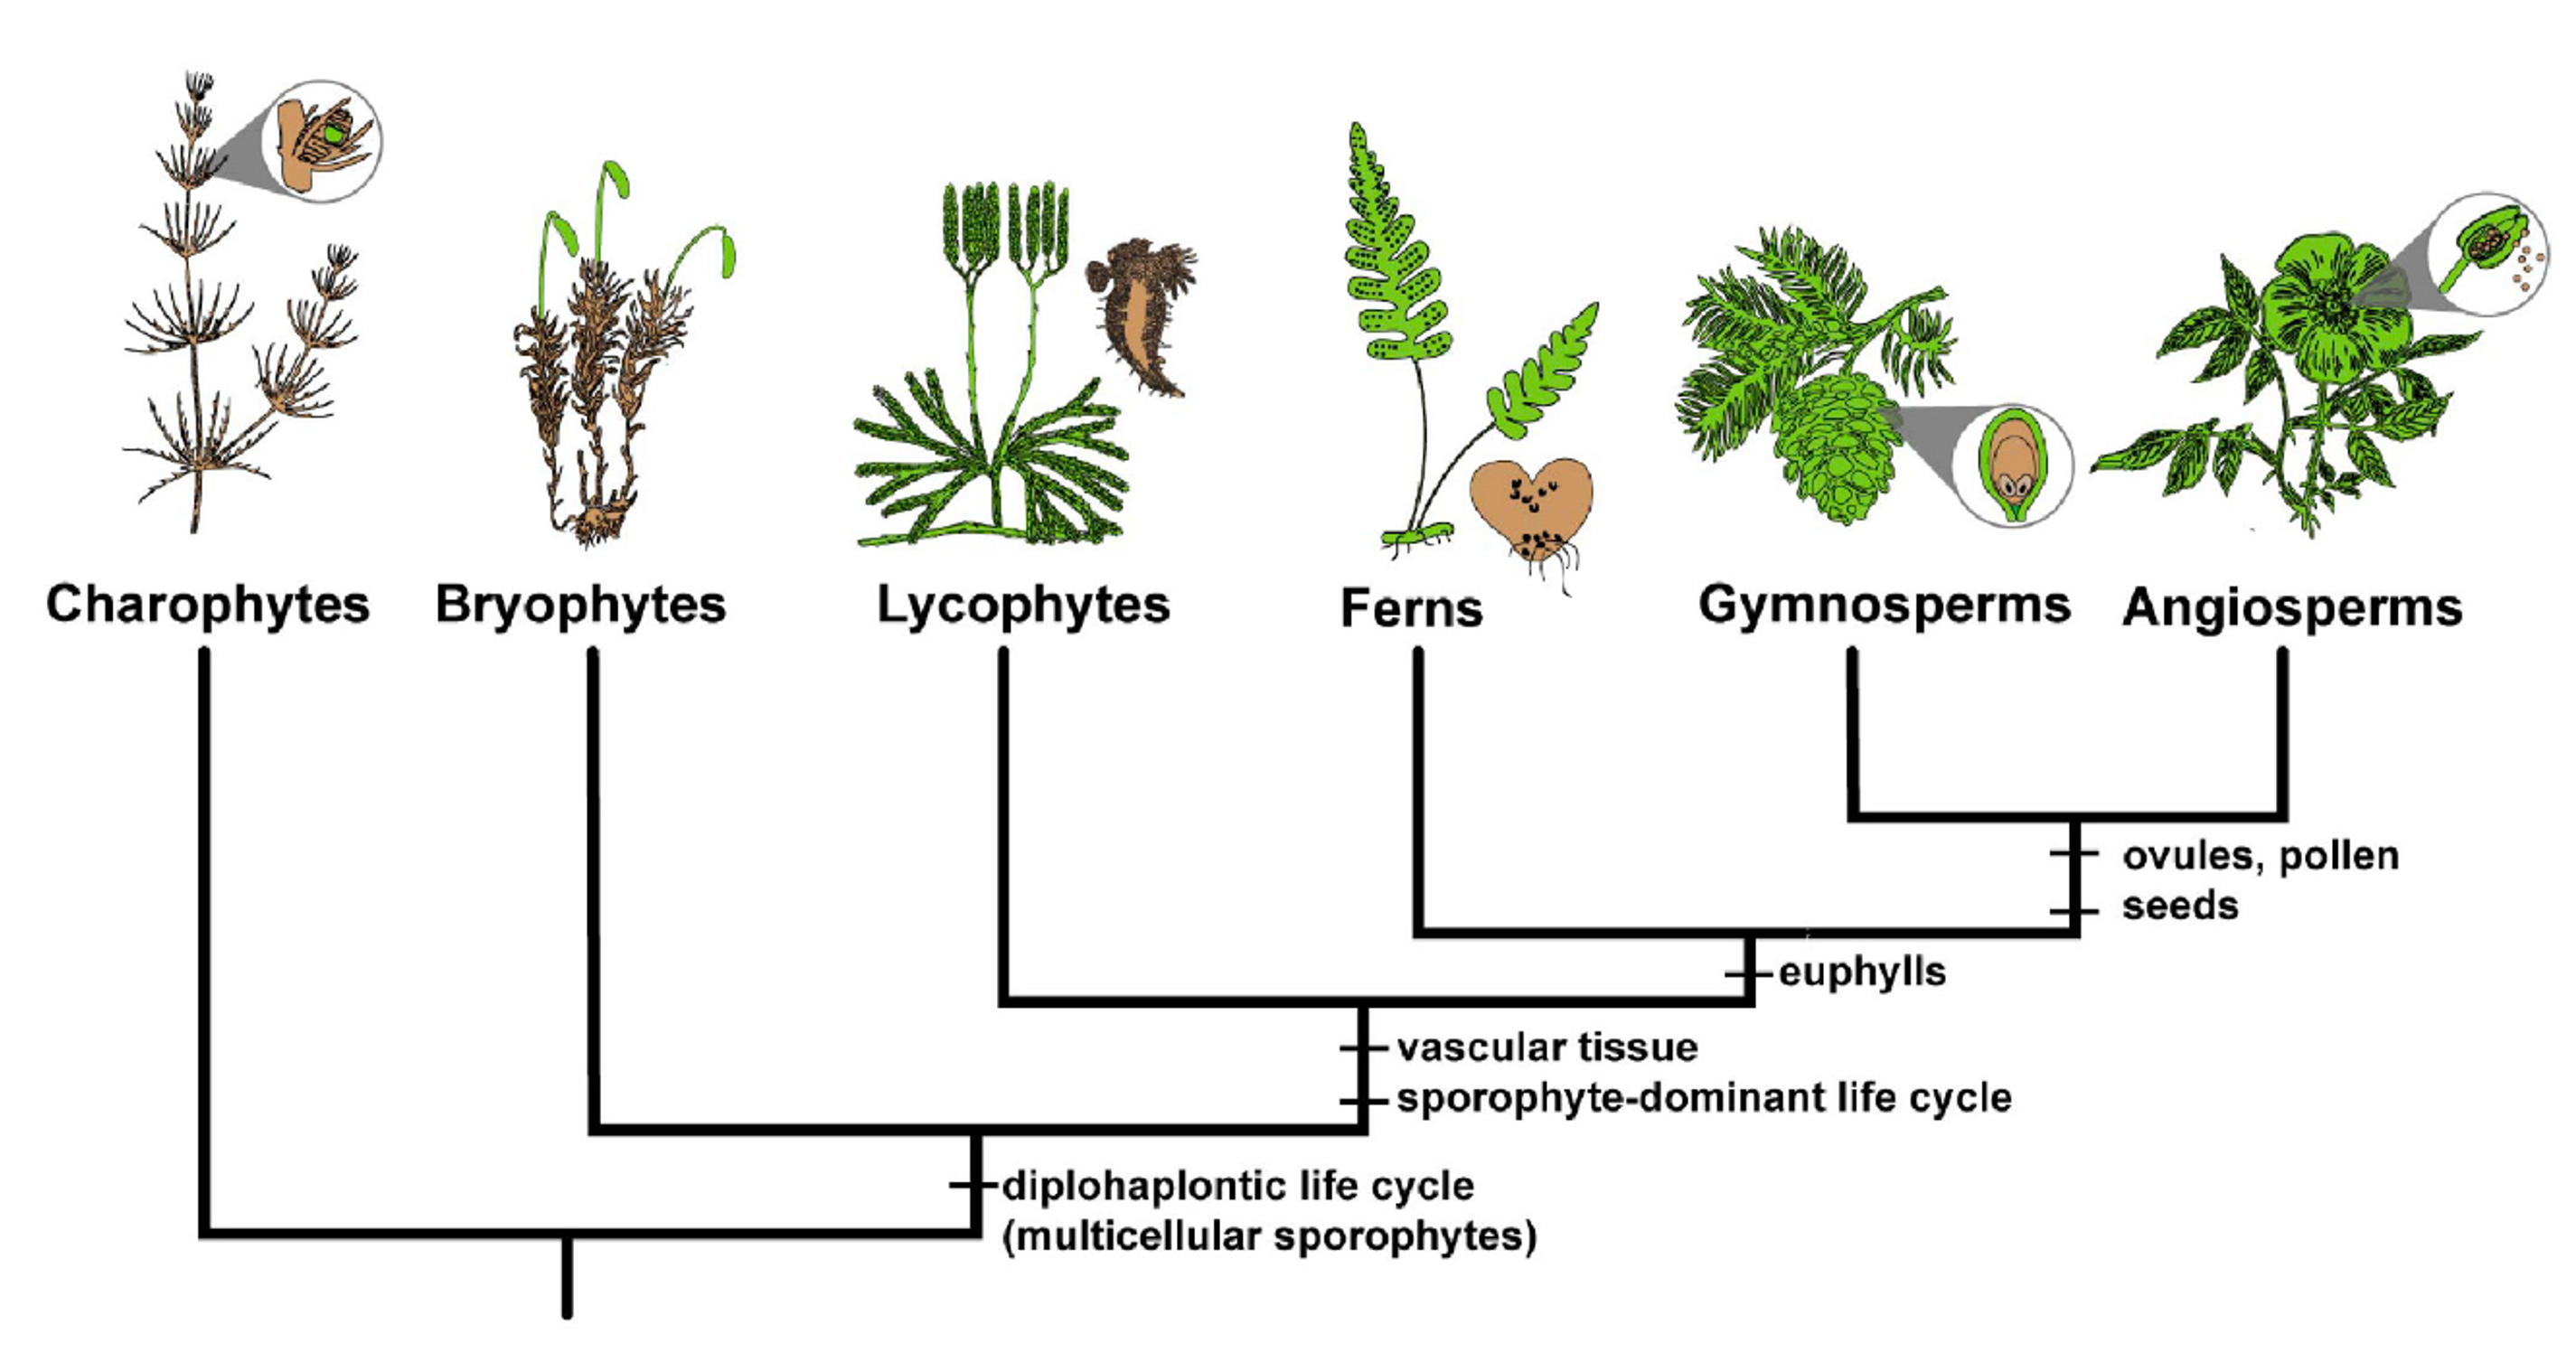 Charophytes
Bryophytes
Lycophytes
Ferns
Gymnosperms
Angiosperms
ovules, pollen
seeds
euphylls
vascular tissue
sporophyte-dominant life cycle
diplohaplontic life cycle
(multicellular sporophytes)